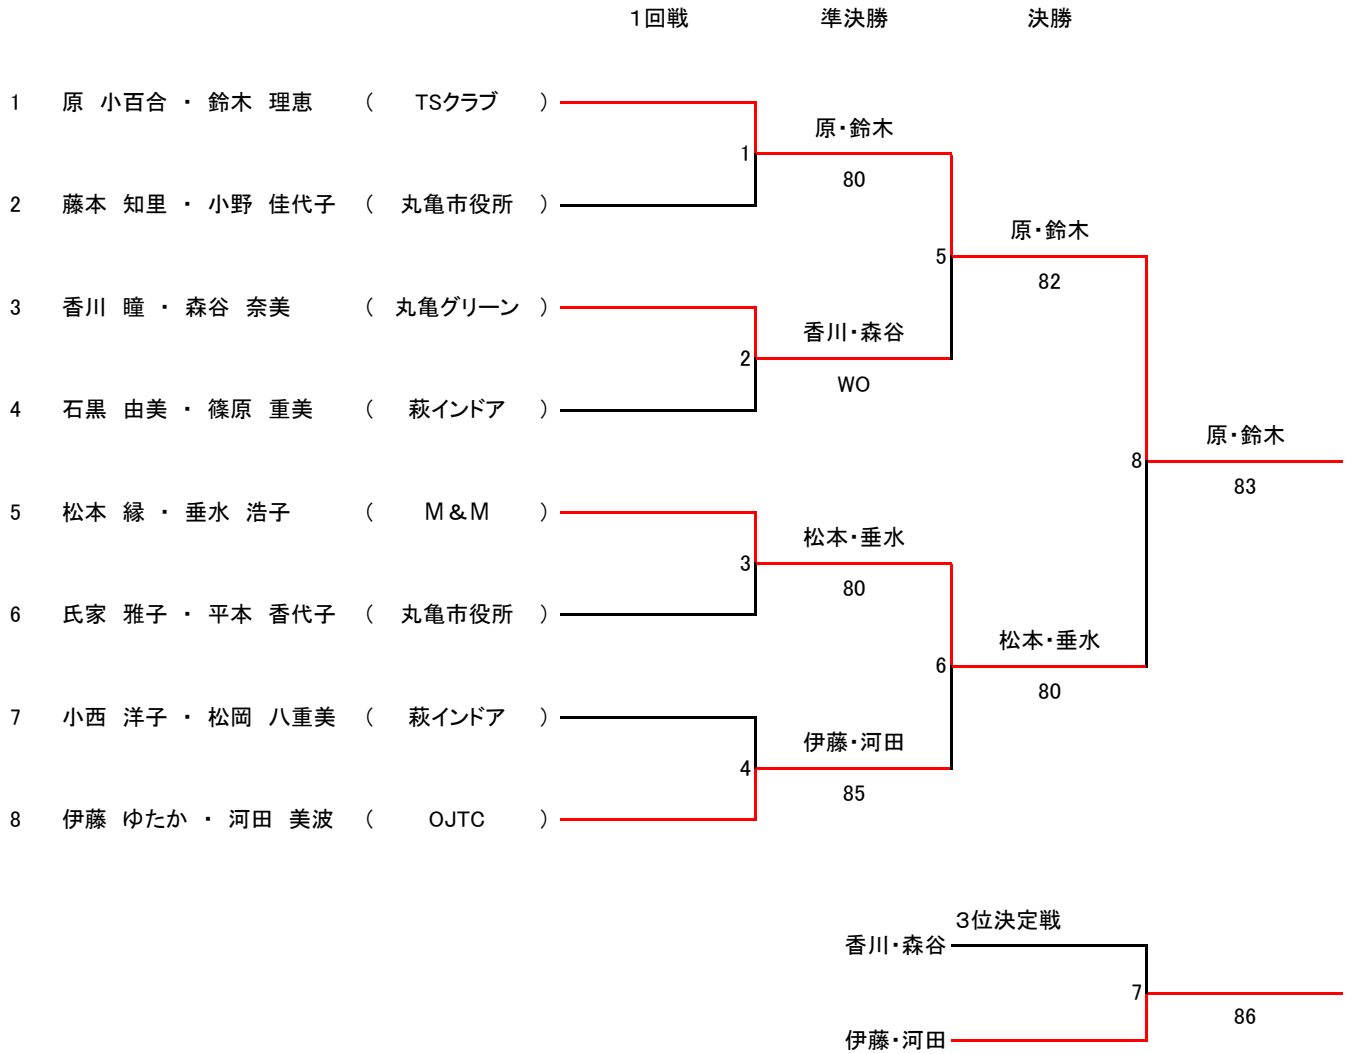 １回戦 準決勝 決勝
1 原 小百合 ・ 鈴木 理恵 ( TSクラブ )
原・鈴木
1
80
2 藤本 知里 ・ 小野 佳代子 ( 丸亀市役所 )
原・鈴木
5
82
3 香川 瞳 ・ 森谷 奈美 ( 丸亀グリーン )
香川・森谷
2
WO
4 石黒 由美 ・ 篠原 重美 ( 萩インドア )
原・鈴木
8
83
5 松本 縁 ・ 垂水 浩子 ( Ｍ＆Ｍ )
松本・垂水
3
80
6 氏家 雅子 ・ 平本 香代子 ( 丸亀市役所 )
松本・垂水
6
80
7 小西 洋子 ・ 松岡 八重美 ( 萩インドア )
伊藤・河田
4
85
8 伊藤 ゆたか ・ 河田 美波 ( OJTC )
３位決定戦
香川・森谷
7
86
伊藤・河田